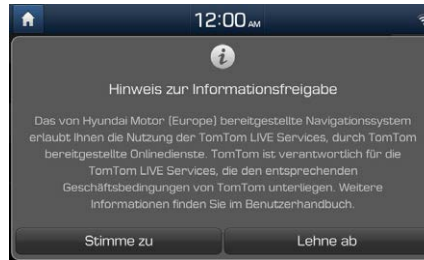 12:00 AM
Hinweis zur Informationsfreigabe
Das von Hyundai Motor (Europe) bereitgestellte Navigationssystem
erlaubt Ihnen die Nutzung der TomTom LIVE Services, durch TomTom
bereitgestellte Onlinedienste. TomTom ist verantwortlich für die
TomTom LIVE Services, die den entsprechenden
Geschäftsbedingungen von TomTom unterliegen. Weitere
Informationen finden Sie im Benutzerhandbuch.
Stimme zu Lehne ab